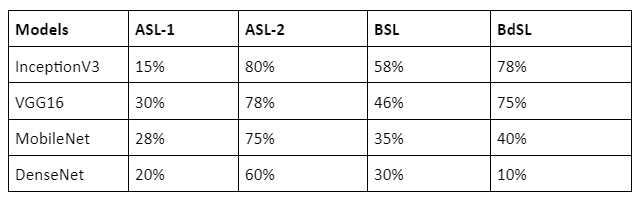 Models ASL-1 ASL-2 BSL BdSL
InceptionV3 15% 80% 58% 78%
VGG16 30% 78% 46% 75%
MobileNet 28% 75% 35% 40%
DenseNet 20% 60% 30% 10%